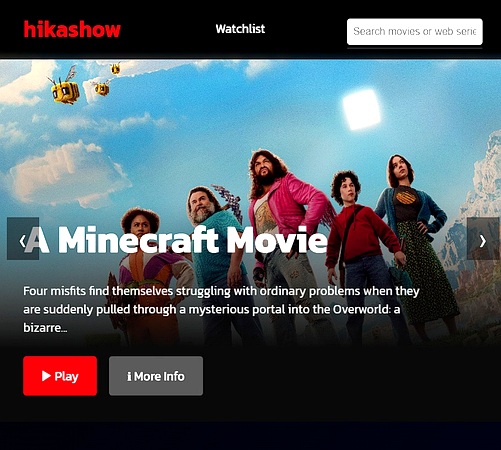 hikashow
Watchlist
Search movies or web serie
❮
A Minecraft Movie
❯
Four misfits find themselves struggling with ordinary problems when they
are suddenly pulled through a mysterious portal into the Overworld: a
bizarre...
▶ Play
ℹ More Info